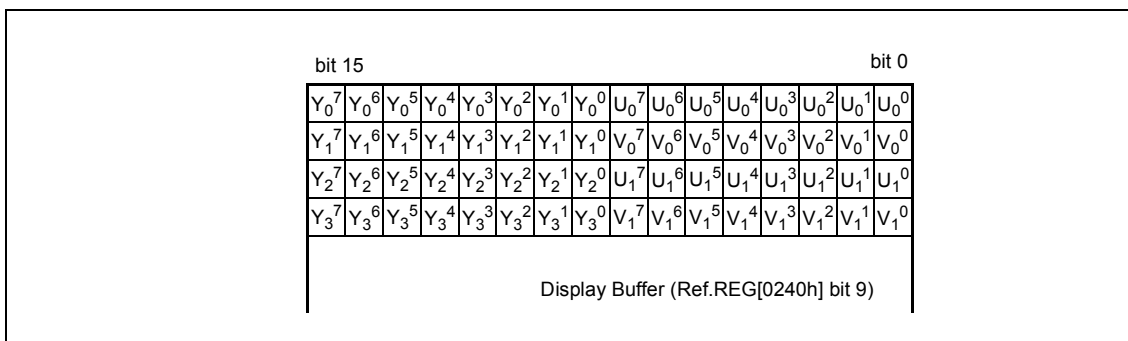 bit 15 bit 0
Y₀⁷ Y₀⁶ Y₀⁵ Y₀⁴ Y₀³ Y₀² Y₀¹ Y₀⁰ U₀⁷ U₀⁶ U₀⁵ U₀⁴ U₀³ U₀² U₀¹ U₀⁰
Y₁⁷ Y₁⁶ Y₁⁵ Y₁⁴ Y₁³ Y₁² Y₁¹ Y₁⁰ V₀⁷ V₀⁶ V₀⁵ V₀⁴ V₀³ V₀² V₀¹ V₀⁰
Y₂⁷ Y₂⁶ Y₂⁵ Y₂⁴ Y₂³ Y₂² Y₂¹ Y₂⁰ U₁⁷ U₁⁶ U₁⁵ U₁⁴ U₁³ U₁² U₁¹ U₁⁰
Y₃⁷ Y₃⁶ Y₃⁵ Y₃⁴ Y₃³ Y₃² Y₃¹ Y₃⁰ V₁⁷ V₁⁶ V₁⁵ V₁⁴ V₁³ V₁² V₁¹ V₁⁰
Display Buffer (Ref.REG[0240h] bit 9)